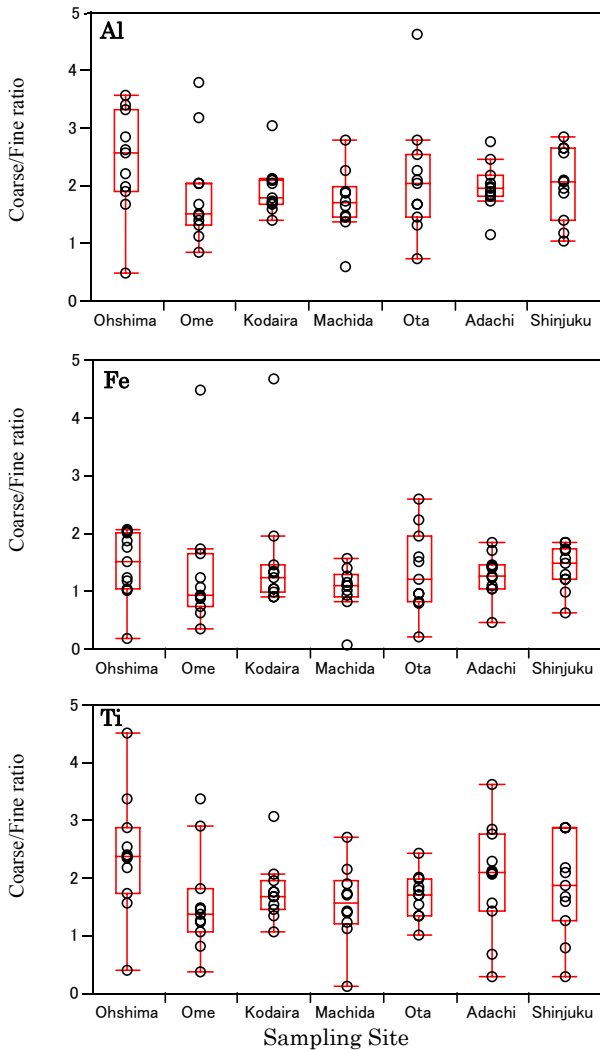 Al
Coarse/Fine ratio
5
4
3
2
1
0
Ohshima Ome Kodaira Machida Ota Adachi Shinjuku
Fe
Coarse/Fine ratio
5
4
3
2
1
0
Ohshima Ome Kodaira Machida Ota Adachi Shinjuku
Ti
Coarse/Fine ratio
5
4
3
2
1
0
Ohshima Ome Kodaira Machida Ota Adachi Shinjuku
Sampling Site